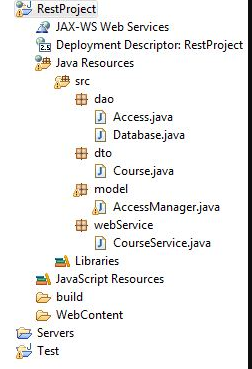 RestProject
JAX-WS Web Services
Deployment Descriptor: RestProject
Java Resources
src
dao
Access.java
Database.java
dto
Course.java
model
AccessManager.java
webService
CourseService.java
Libraries
JavaScript Resources
build
WebContent
Servers
Test